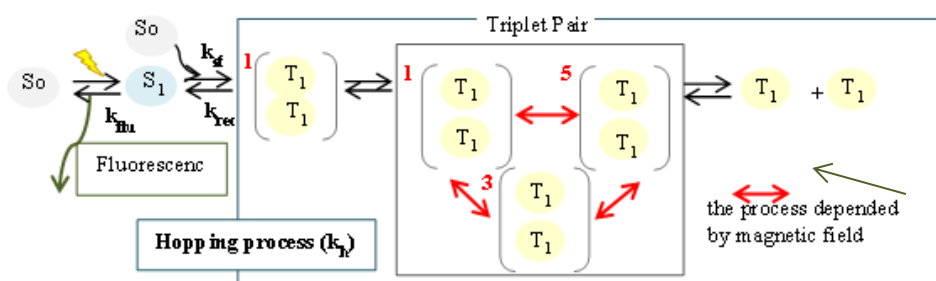 Triplet Pair
So
So
S1
ksf
krec
kflu
1
T1
T1
1
T1
T1
5
T1
T1
3
T1
T1
T1 + T1
Fluorescenc
Hopping process (kh)
the process depended
by magnetic field